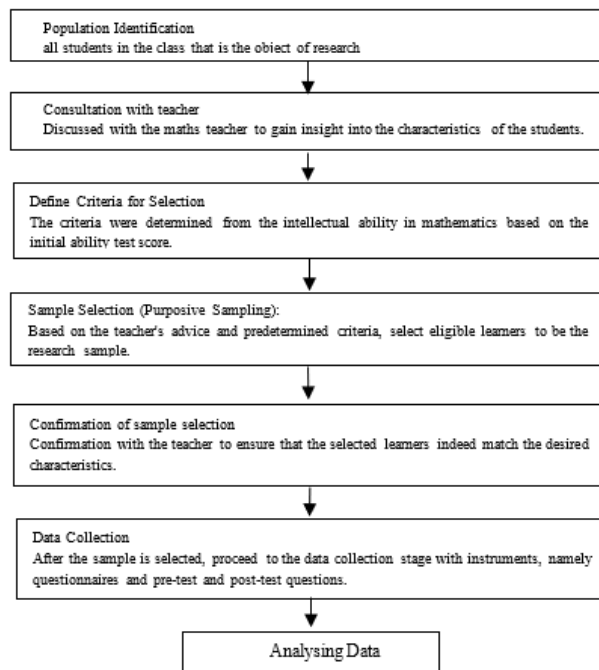 Population Identification
all students in the class that is the object of research
Consultation with teacher
Discussed with the maths teacher to gain insight into the characteristics of the students.
Define Criteria for Selection
The criteria were determined from the intellectual ability in mathematics based on the
initial ability test score.
Sample Selection (Purposive Sampling):
Based on the teacher's advice and predetermined criteria, select eligible learners to be the
research sample.
Confirmation of sample selection
Confirmation with the teacher to ensure that the selected learners indeed match the desired
characteristics.
Data Collection
After the sample is selected, proceed to the data collection stage with instruments, namely
questionnaires and pre-test and post-test questions.
Analysing Data